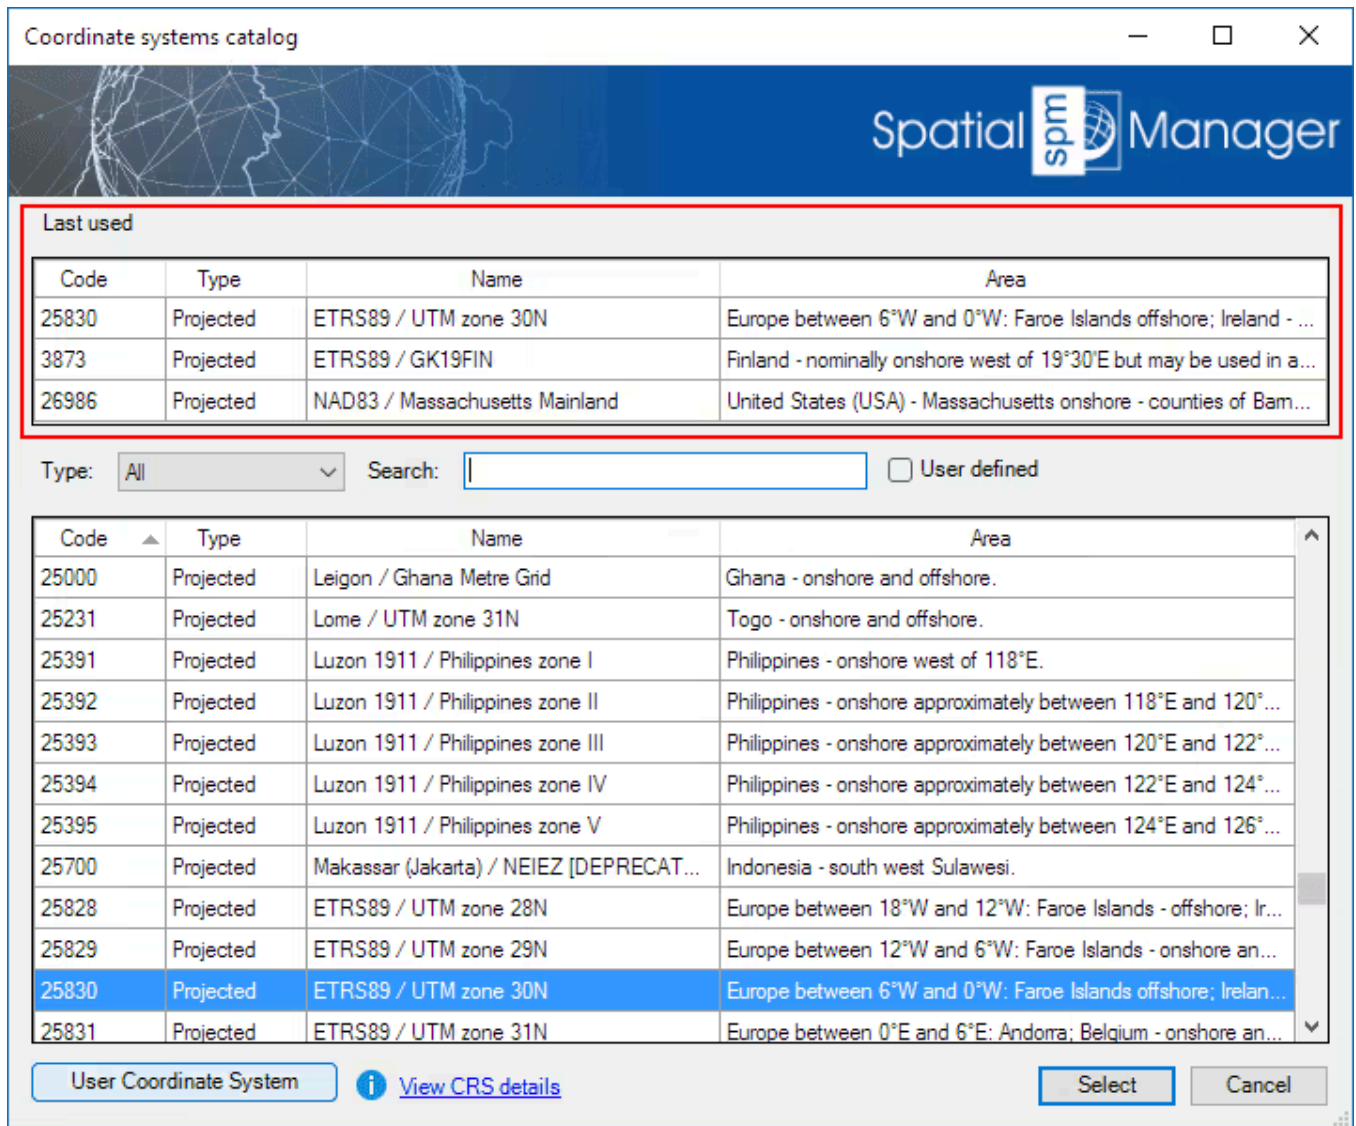 Coordinate systems catalog
Spatial spm Manager
Last used
Code Type Name Area
25830 Projected ETRS89 / UTM zone 30N Europe between 6°W and 0°W: Faroe Islands offshore; Ireland - ...
3873 Projected ETRS89 / GK19FIN Finland - nominally onshore west of 19°30'E but may be used in a...
26986 Projected NAD83 / Massachusetts Mainland United States (USA) - Massachusetts onshore - counties of Barn...
Type: All Search: User defined
Code Type Name Area
25000 Projected Leigon / Ghana Metre Grid Ghana - onshore and offshore.
25231 Projected Lome / UTM zone 31N Togo - onshore and offshore.
25391 Projected Luzon 1911 / Philippines zone I Philippines - onshore west of 118°E.
25392 Projected Luzon 1911 / Philippines zone II Philippines - onshore approximately between 118°E and 120°...
25393 Projected Luzon 1911 / Philippines zone III Philippines - onshore approximately between 120°E and 122°...
25394 Projected Luzon 1911 / Philippines zone IV Philippines - onshore approximately between 122°E and 124°...
25395 Projected Luzon 1911 / Philippines zone V Philippines - onshore approximately between 124°E and 126°...
25700 Projected Makassar (Jakarta) / NEIEZ [DEPRECAT... Indonesia - south west Sulawesi.
25828 Projected ETRS89 / UTM zone 28N Europe between 18°W and 12°W: Faroe Islands - offshore; Ir...
25829 Projected ETRS89 / UTM zone 29N Europe between 12°W and 6°W: Faroe Islands - onshore an...
25830 Projected ETRS89 / UTM zone 30N Europe between 6°W and 0°W: Faroe Islands offshore; Irelan...
25831 Projected ETRS89 / UTM zone 31N Europe between 0°E and 6°E: Andorra; Belgium - onshore an...
User Coordinate System View CRS details Select Cancel